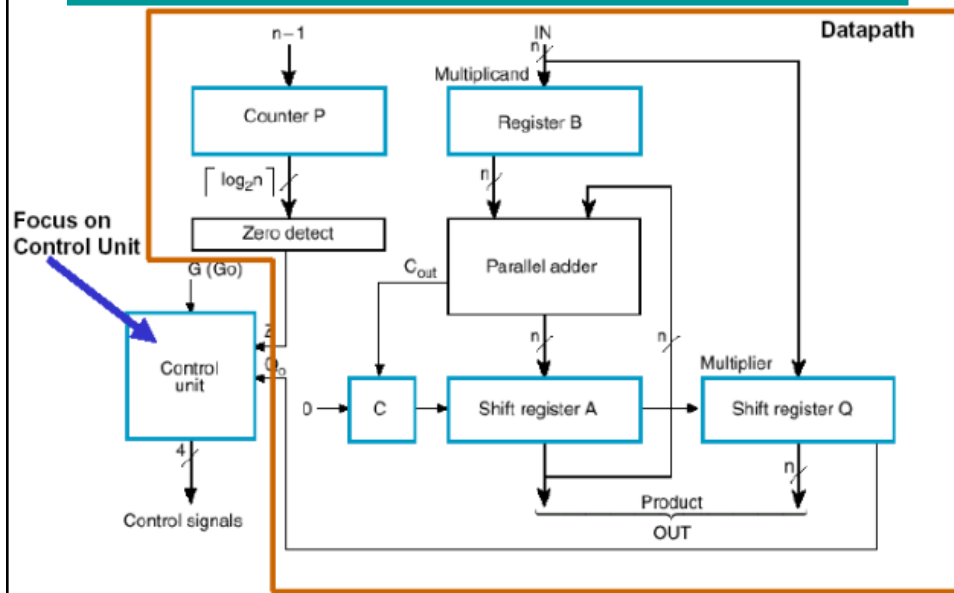 n−1
IN
n
Datapath
Multiplicand
Counter P
Register B
⌈log₂n⌉
n
Focus on
Control Unit
Zero detect
G (Go)
Cout
Parallel adder
Z
n
n
Multiplier
Q₀
Control
unit
0
C
Shift register A
Shift register Q
4
n
n
Control signals
Product
OUT